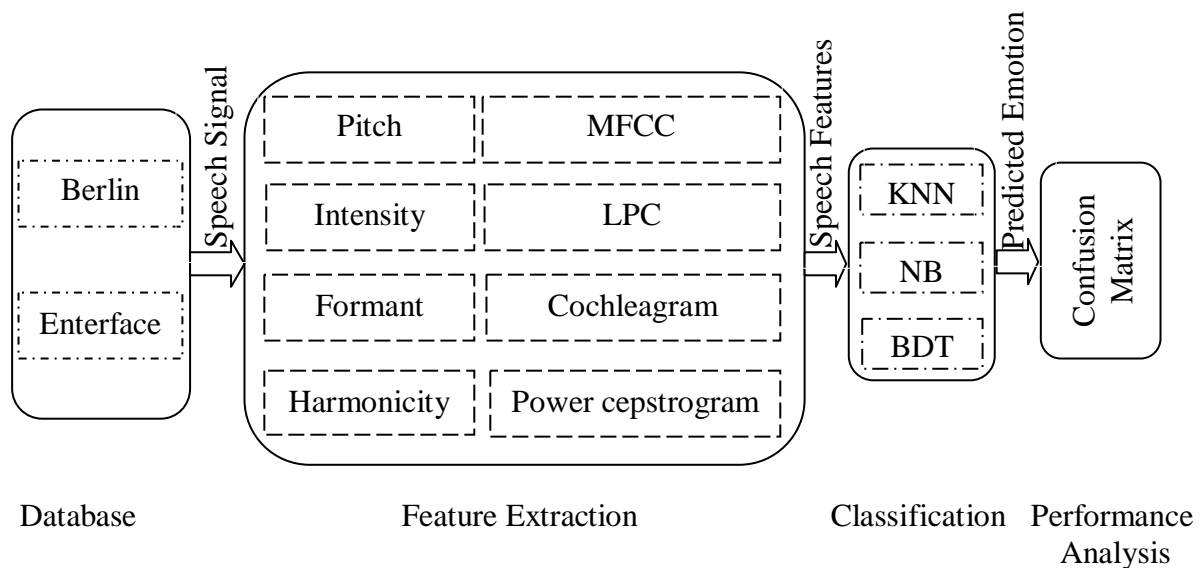 Berlin
Enterface
Speech Signal
Pitch
MFCC
Intensity
LPC
Formant
Cochleagram
Harmonicity
Power cepstrogram
Speech Features
KNN
NB
BDT
Predicted Emotion
Confusion
Matrix
Database
Feature Extraction
Classification
Performance
Analysis